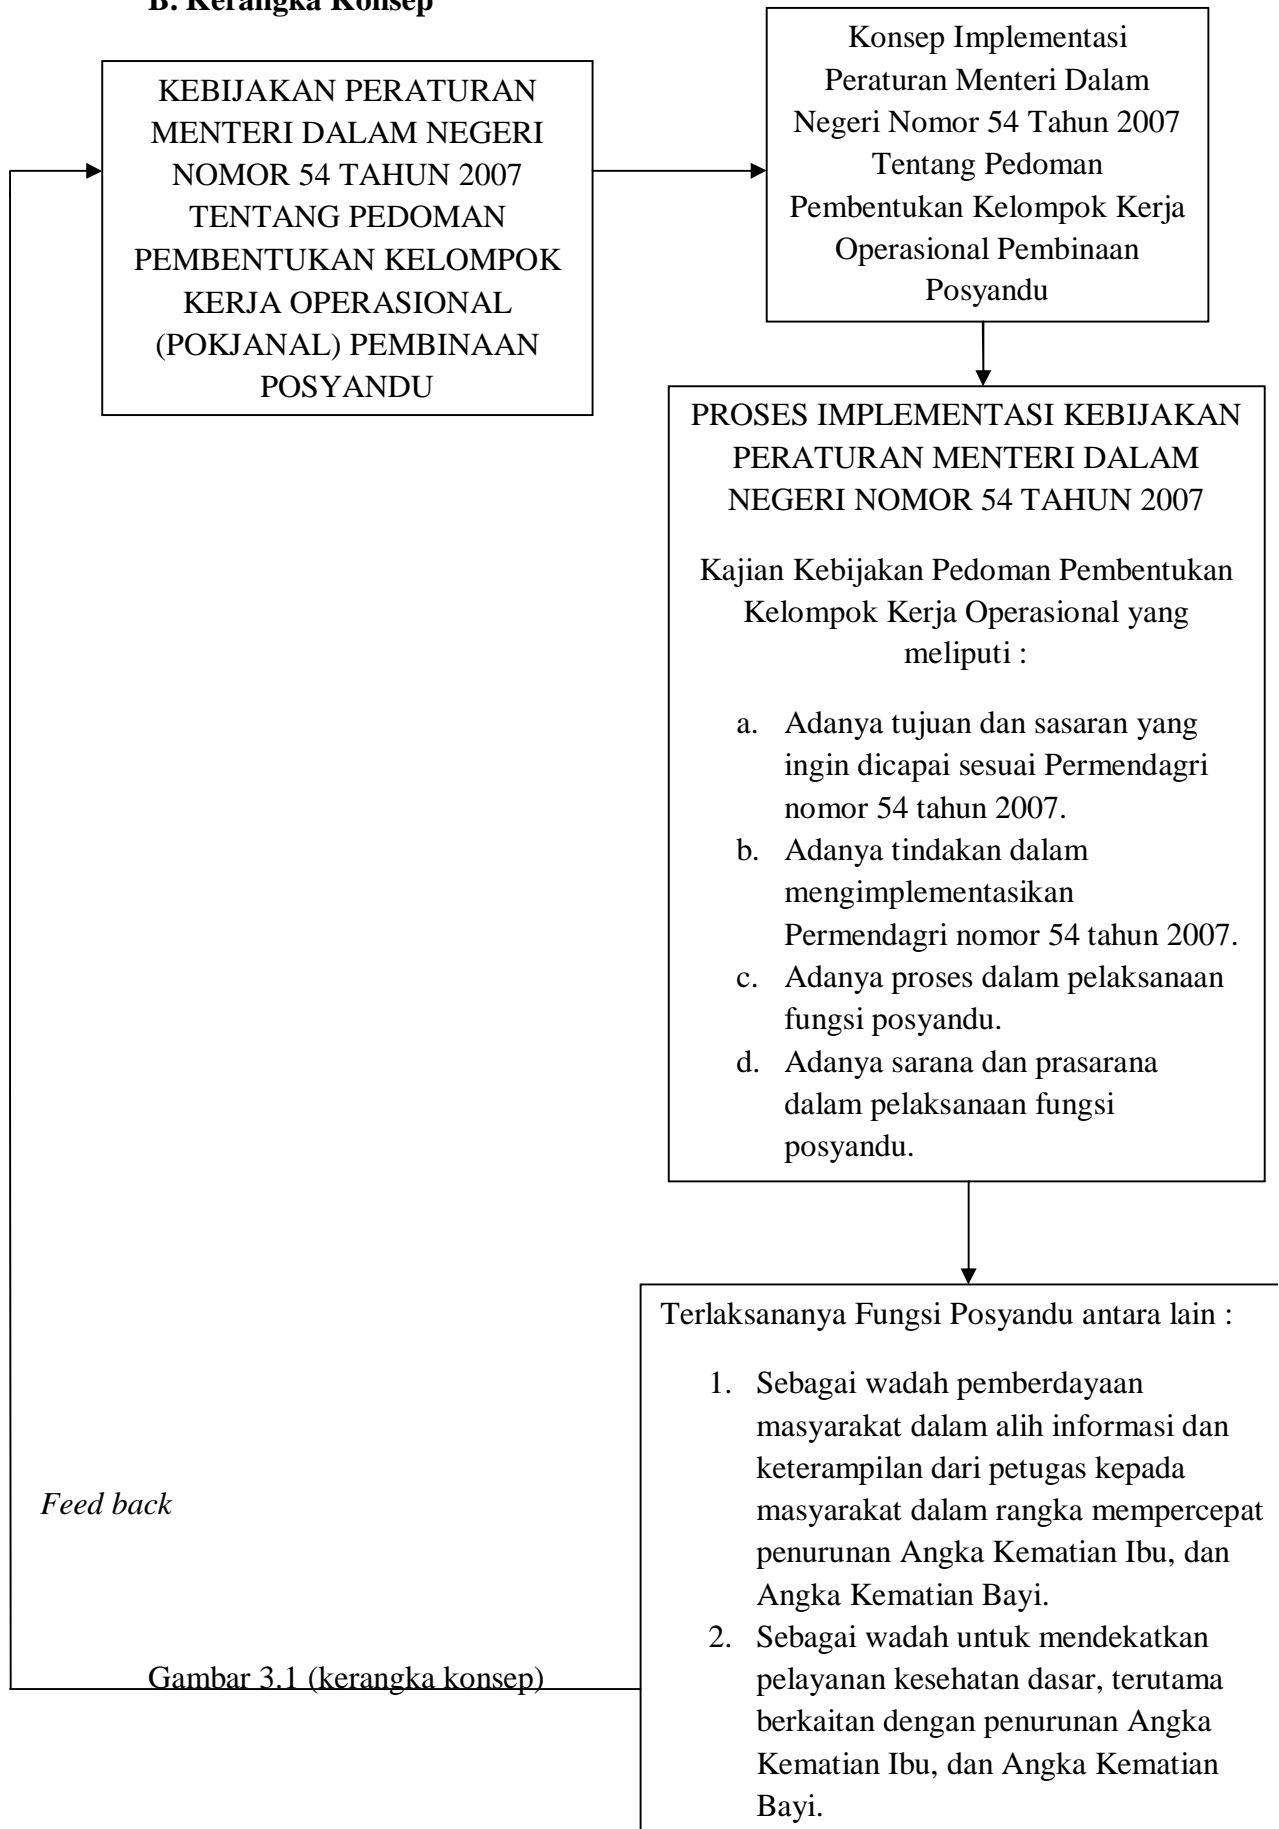 B. Kerangka Konsep
KEBIJAKAN PERATURAN
MENTERI DALAM NEGERI
NOMOR 54 TAHUN 2007
TENTANG PEDOMAN
PEMBENTUKAN KELOMPOK
KERJA OPERASIONAL
(POKJANAL) PEMBINAAN
POSYANDU
Konsep Implementasi
Peraturan Menteri Dalam
Negeri Nomor 54 Tahun 2007
Tentang Pedoman
Pembentukan Kelompok Kerja
Operasional Pembinaan
Posyandu
PROSES IMPLEMENTASI KEBIJAKAN
PERATURAN MENTERI DALAM
NEGERI NOMOR 54 TAHUN 2007
Kajian Kebijakan Pedoman Pembentukan
Kelompok Kerja Operasional yang
meliputi :
a. Adanya tujuan dan sasaran yang
ingin dicapai sesuai Permendagri
nomor 54 tahun 2007.
b. Adanya tindakan dalam
mengimplementasikan
Permendagri nomor 54 tahun 2007.
c. Adanya proses dalam pelaksanaan
fungsi posyandu.
d. Adanya sarana dan prasarana
dalam pelaksanaan fungsi
posyandu.
Terlaksananya Fungsi Posyandu antara lain :
1. Sebagai wadah pemberdayaan
masyarakat dalam alih informasi dan
keterampilan dari petugas kepada
masyarakat dalam rangka mempercepat
penurunan Angka Kematian Ibu, dan
Angka Kematian Bayi.
2. Sebagai wadah untuk mendekatkan
pelayanan kesehatan dasar, terutama
berkaitan dengan penurunan Angka
Kematian Ibu, dan Angka Kematian
Bayi.
Feed back
Gambar 3.1 (kerangka konsep)